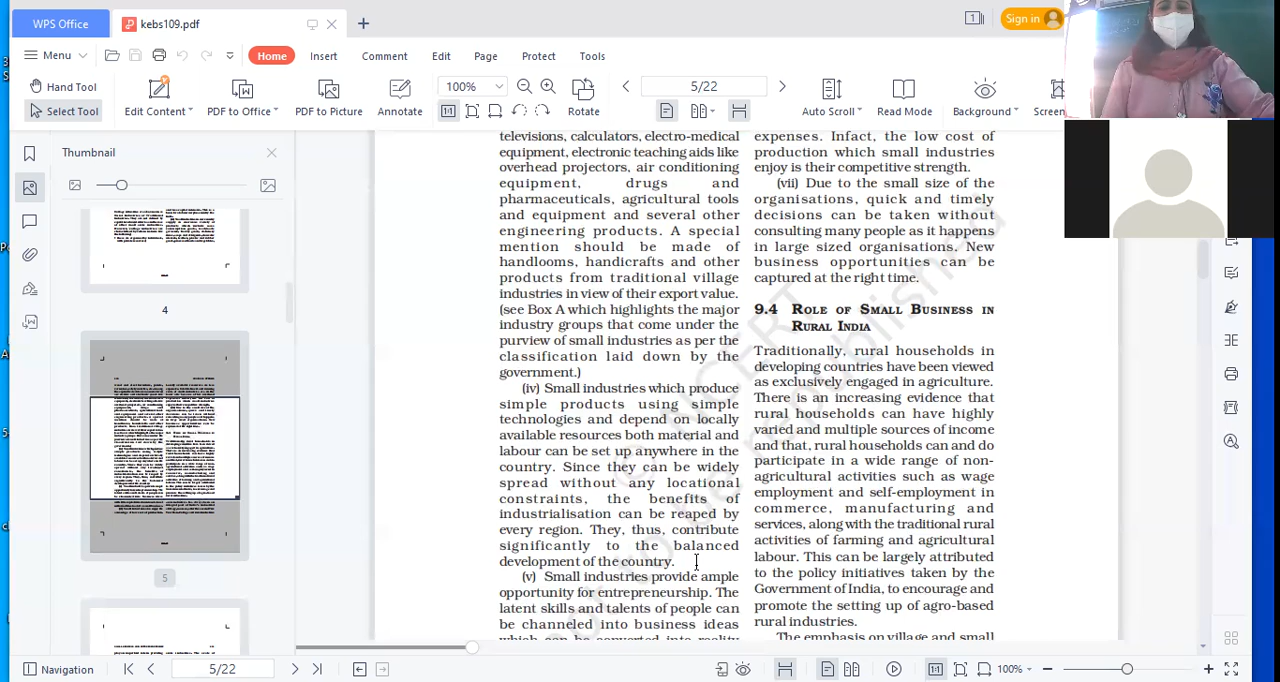 WPS Office
kebs109.pdf
Sign in
Menu
Home
Insert
Comment
Edit
Page
Protect
Tools
Hand Tool
Select Tool
Edit Content
PDF to Office
PDF to Picture
Annotate
100%
5/22
Rotate
Auto Scroll
Read Mode
Background
Screen
Thumbnail
4
5
televisions, calculators, electro-medical
equipment, electronic teaching aids like
overhead projectors, air conditioning
equipment, drugs and
pharmaceuticals, agricultural tools
and equipment and several other
engineering products. A special
mention should be made of
handlooms, handicrafts and other
products from traditional village
industries in view of their export value.
(see Box A which highlights the major
industry groups that come under the
purview of small industries as per the
classification laid down by the
government.)
(iv) Small industries which produce
simple products using simple
technologies and depend on locally
available resources both material and
labour can be set up anywhere in the
country. Since they can be widely
spread without any locational
constraints, the benefits of
industrialisation can be reaped by
every region. They, thus, contribute
significantly to the balanced
development of the country.
(v) Small industries provide ample
opportunity for entrepreneurship. The
latent skills and talents of people can
be channeled into business ideas
which can be converted into reality
expenses. Infact, the low cost of
production which small industries
enjoy is their competitive strength.
(vii) Due to the small size of the
organisations, quick and timely
decisions can be taken without
consulting many people as it happens
in large sized organisations. New
business opportunities can be
captured at the right time.
9.4 ROLE OF SMALL BUSINESS IN
RURAL INDIA
Traditionally, rural households in
developing countries have been viewed
as exclusively engaged in agriculture.
There is an increasing evidence that
rural households can have highly
varied and multiple sources of income
and that, rural households can and do
participate in a wide range of non-
agricultural activities such as wage
employment and self-employment in
commerce, manufacturing and
services, along with the traditional rural
activities of farming and agricultural
labour. This can be largely attributed
to the policy initiatives taken by the
Government of India, to encourage and
promote the setting up of agro-based
rural industries.
The emphasis on village and small
Navigation
5/22
100%